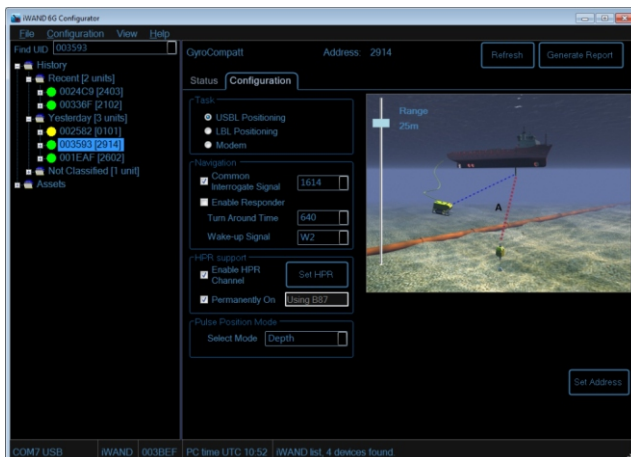 iWAND 6G Configurator
File Configuration View Help
Find UID 003593
History
Recent [2 units]
0024C9 [2403]
00336F [2102]
Yesterday [3 units]
002582 [0101]
003593 [2914]
001EAF [2602]
Not Classified [1 unit]
Assets
GyroCompatt Address: 2914 Refresh Generate Report
Status Configuration
Task
USBL Positioning
LBL Positioning
Modem
Navigation
Common
Interrogate Signal 1614
Enable Responder
Turn Around Time 640
Wake-up Signal W2
HPR support
Enable HPR
Channel Set HPR
Permanently On Using B87
Pulse Position Mode
Select Mode Depth
Range
25m
A
Set Address
COM7 USB iWAND 003BEF PC time UTC 10:52 iWAND list, 4 devices found.